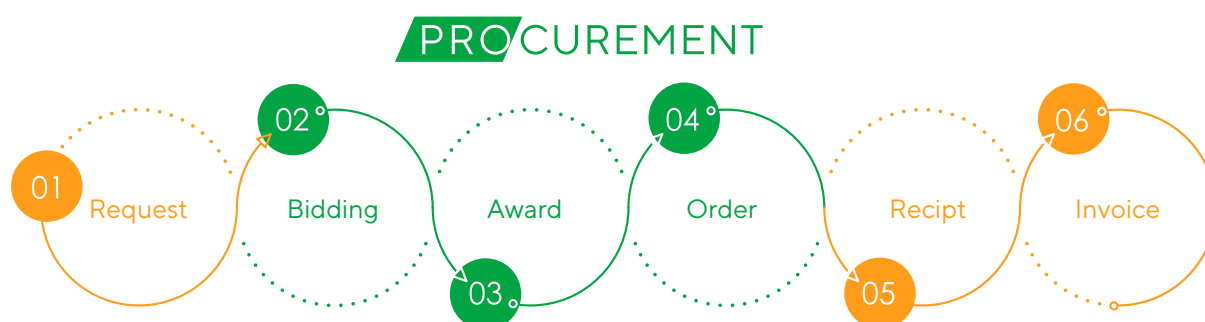 PROCUREMENT
01
Request
02
Bidding
03
Award
04
Order
05
Recipt
06
Invoice